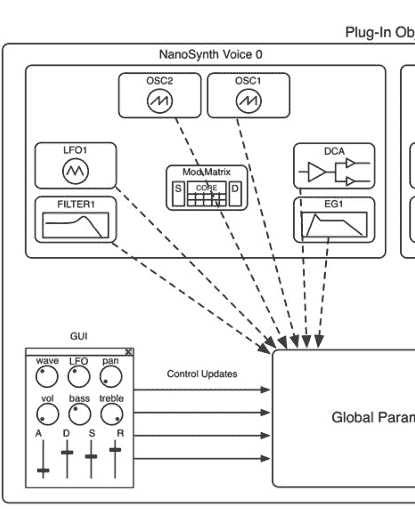 Plug-In Obj
NanoSynth Voice 0
OSC2
OSC1
LFO1
Mod Matrix
DCA
S
CORE
D
FILTER1
EG1
GUI
X
wave LFO pan
Control Updates
vol bass treble
Global Param
A D S R